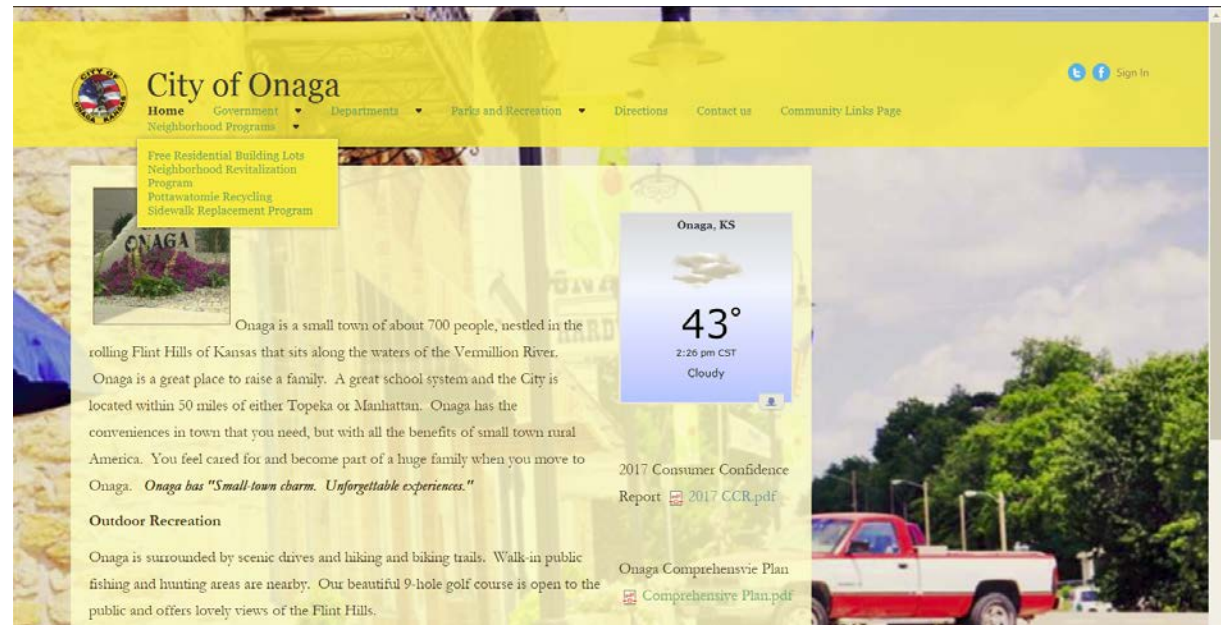 City of Onaga
Sign In
Home Government Departments Parks and Recreation Directions Contact us Community Links Page
Neighborhood Programs
Free Residential Building Lots
Neighborhood Revitalization
Program
Pottawatomie Recycling
Sidewalk Replacement Program
CITY OF
ONAGA KANSAS
ONAGA
Onaga is a small town of about 700 people, nestled in the
rolling Flint Hills of Kansas that sits along the waters of the Vermillion River.
Onaga is a great place to raise a family. A great school system and the City is
located within 50 miles of either Topeka or Manhattan. Onaga has the
conveniences in town that you need, but with all the benefits of small town rural
America. You feel cared for and become part of a huge family when you move to
Onaga. Onaga has "Small-town charm. Unforgettable experiences."
Outdoor Recreation
Onaga is surrounded by scenic drives and hiking and biking trails. Walk-in public
fishing and hunting areas are nearby. Our beautiful 9-hole golf course is open to the
public and offers lovely views of the Flint Hills.
Onaga, KS
43°
2:26 pm CST
Cloudy
2017 Consumer Confidence
Report 2017 CCR.pdf
Onaga Comprehensvie Plan
Comprehensive Plan.pdf